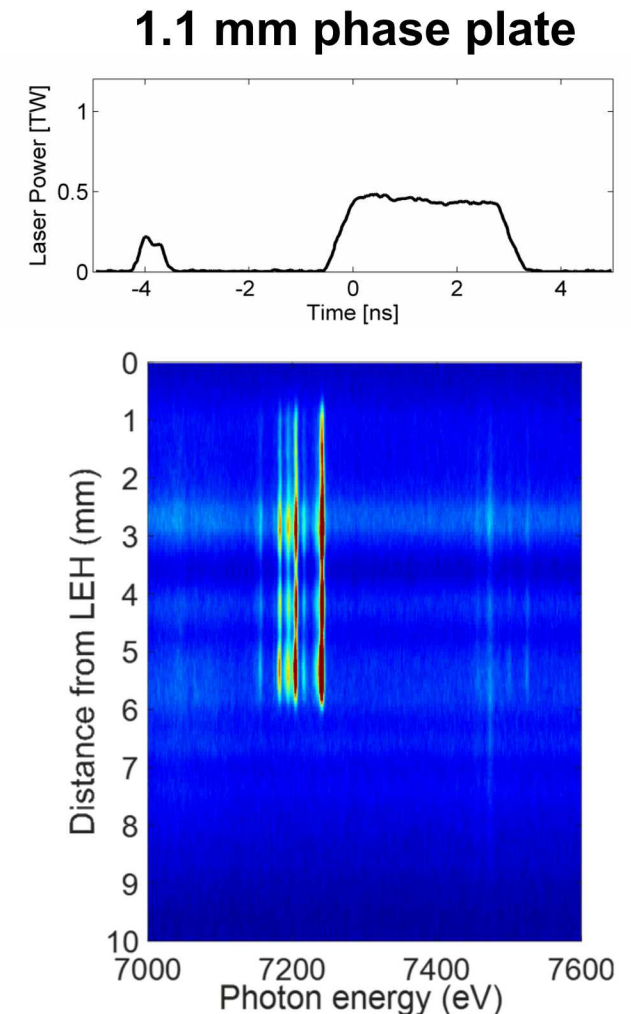 1.1 mm phase plate
Laser Power [TW]
1
0.5
0
-4 -2 0 2 4
Time [ns]
Distance from LEH (mm)
0
1
2
3
4
5
6
7
8
9
10
7000 7200 7400 7600
Photon energy (eV)